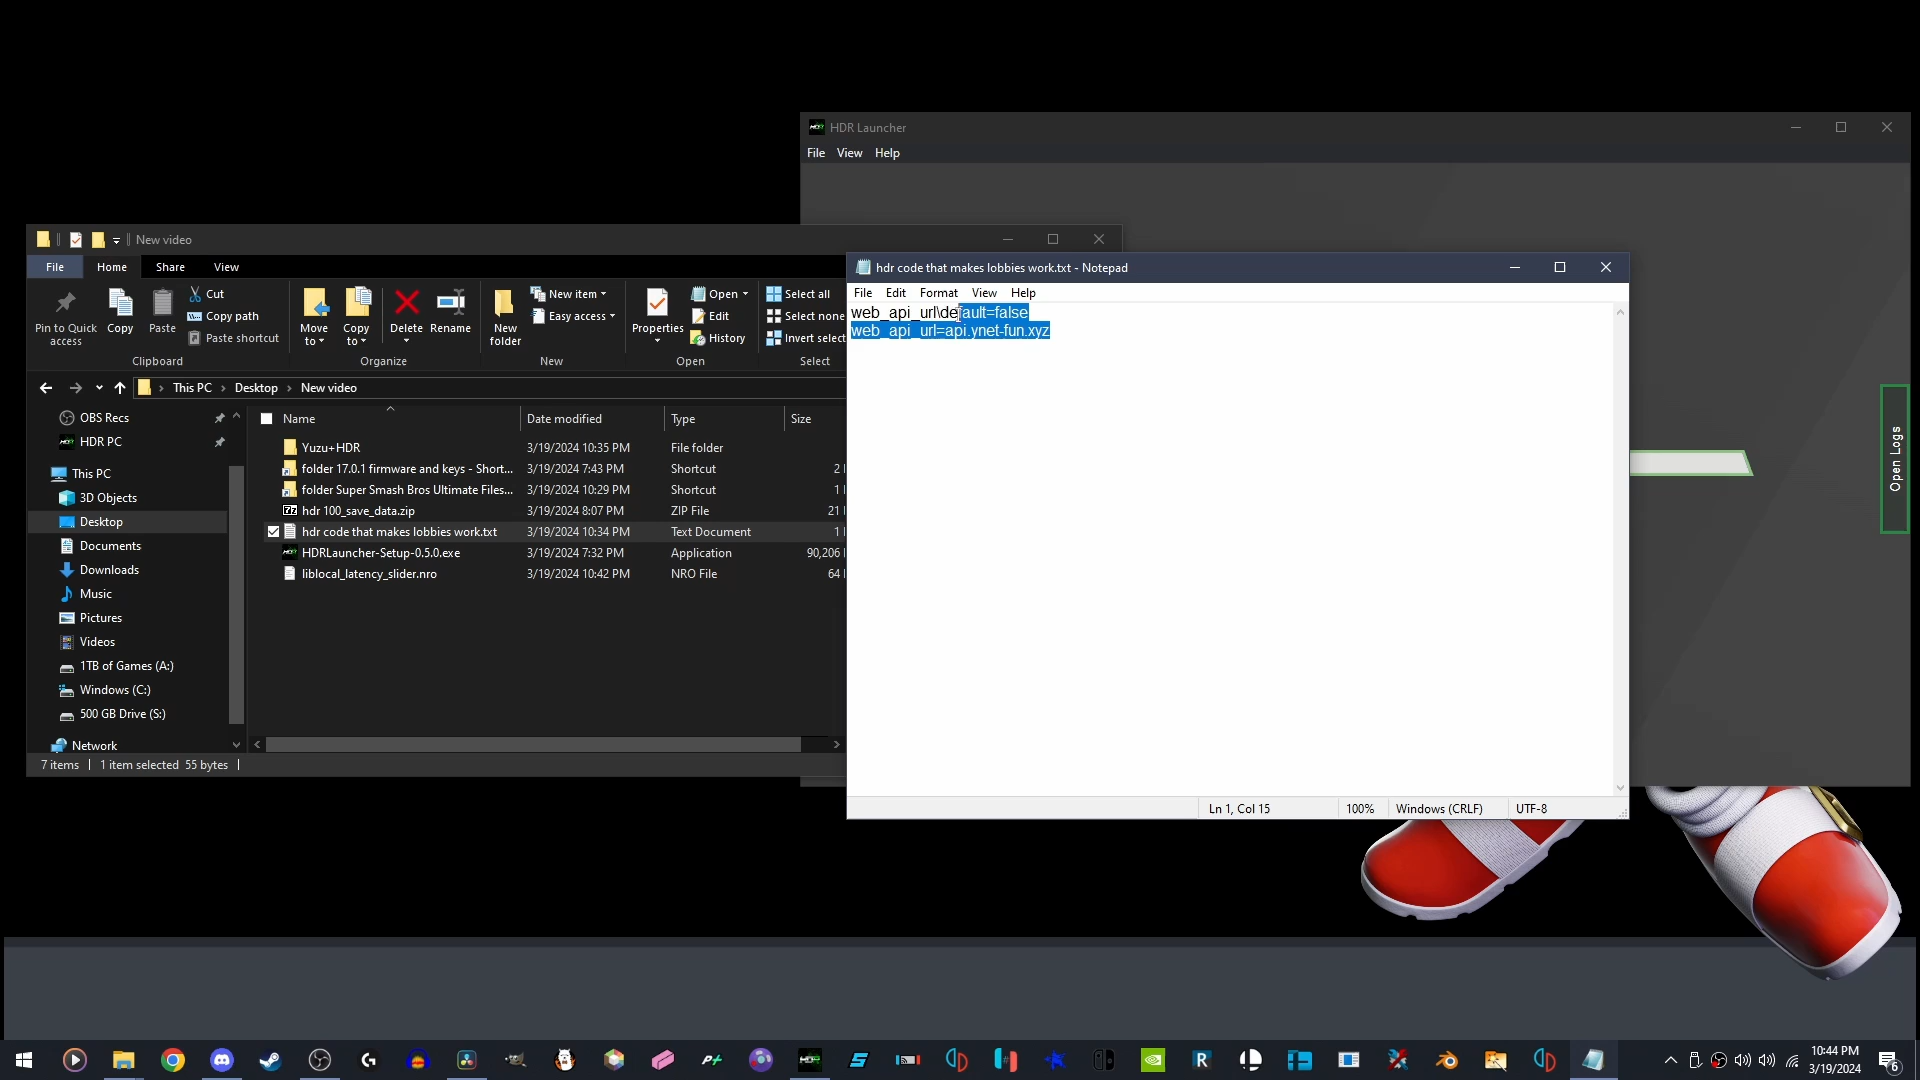 HDR Launcher
File View Help
Open Logs
New video
File Home Share View
Pin to Quick access
Copy
Paste
Cut
Copy path
Paste shortcut
Clipboard
Move to
Copy to
Delete
Rename
Organize
New folder
New item
Easy access
New
Properties
Open
Edit
History
Open
Select all
Select none
Invert select
Select
This PC › Desktop › New video
OBS Recs
HDR PC
This PC
3D Objects
Desktop
Documents
Downloads
Music
Pictures
Videos
1TB of Games (A:)
Windows (C:)
500 GB Drive (S:)
Network
Name Date modified Type Size
Yuzu+HDR 3/19/2024 10:35 PM File folder
folder 17.0.1 firmware and keys - Short... 3/19/2024 7:43 PM Shortcut 2
folder Super Smash Bros Ultimate Files... 3/19/2024 10:29 PM Shortcut 1
hdr 100_save_data.zip 3/19/2024 8:07 PM ZIP File 21
hdr code that makes lobbies work.txt 3/19/2024 10:34 PM Text Document 1
HDRLauncher-Setup-0.5.0.exe 3/19/2024 7:32 PM Application 90,206
liblocal_latency_slider.nro 3/19/2024 10:42 PM NRO File 64
7 items 1 item selected 55 bytes
hdr code that makes lobbies work.txt - Notepad
File Edit Format View Help
web_api_url\default=false
web_api_url=api.ynet-fun.xyz
Ln 1, Col 15 100% Windows (CRLF) UTF-8
10:44 PM
3/19/2024
6